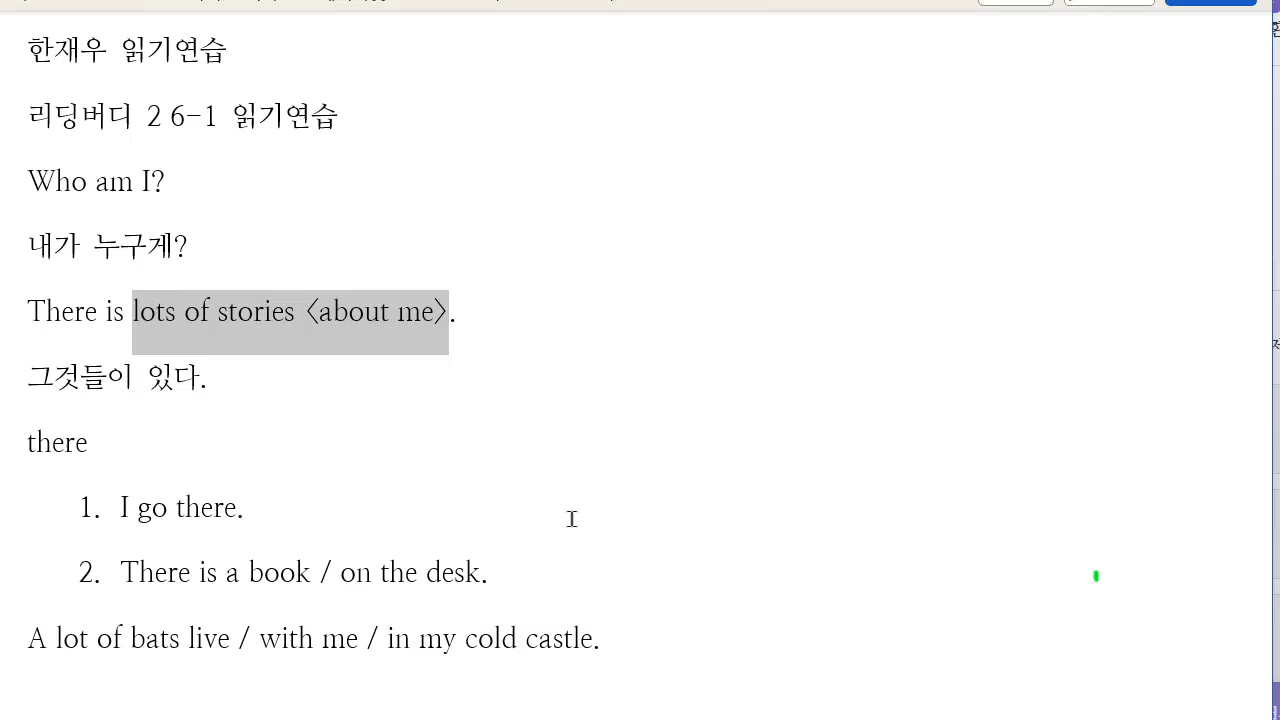 한재우 읽기연습
리딩버디 2 6-1 읽기연습
Who am I?
내가 누구게?
There is lots of stories 〈about me〉.
그것들이 있다.
there
1. I go there.
2. There is a book / on the desk.
A lot of bats live / with me / in my cold castle.